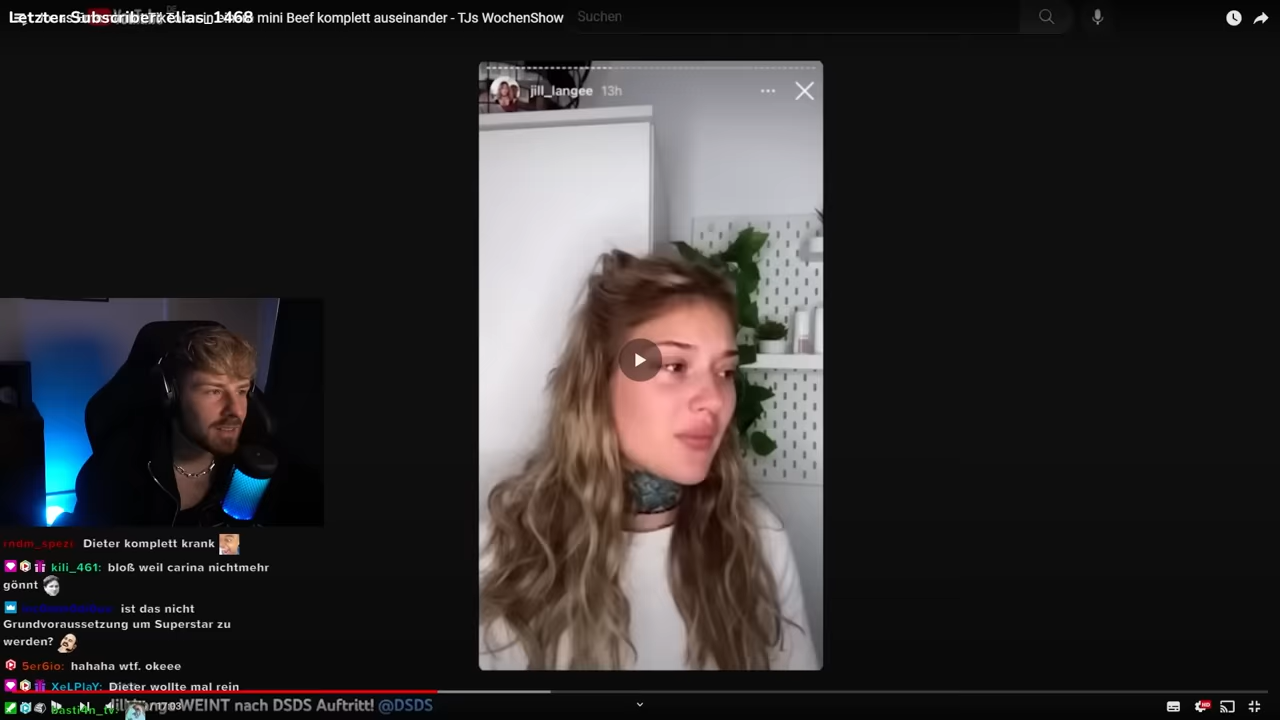 Letzter Subscriber: elias_1468
mini Beef komplett auseinander - TJs WochenShow
Suchen
jill_langee 13h
Dieter komplett krank
kili_461: bloß weil carina nichtmehr
gönnt
ist das nicht
Grundvoraussetzung um Superstar zu
werden?
5er6io: hahaha wtf. okeee
XeLPlaY: Dieter wollte mal rein
WEINT nach DSDS Auftritt! @DSDS
HD